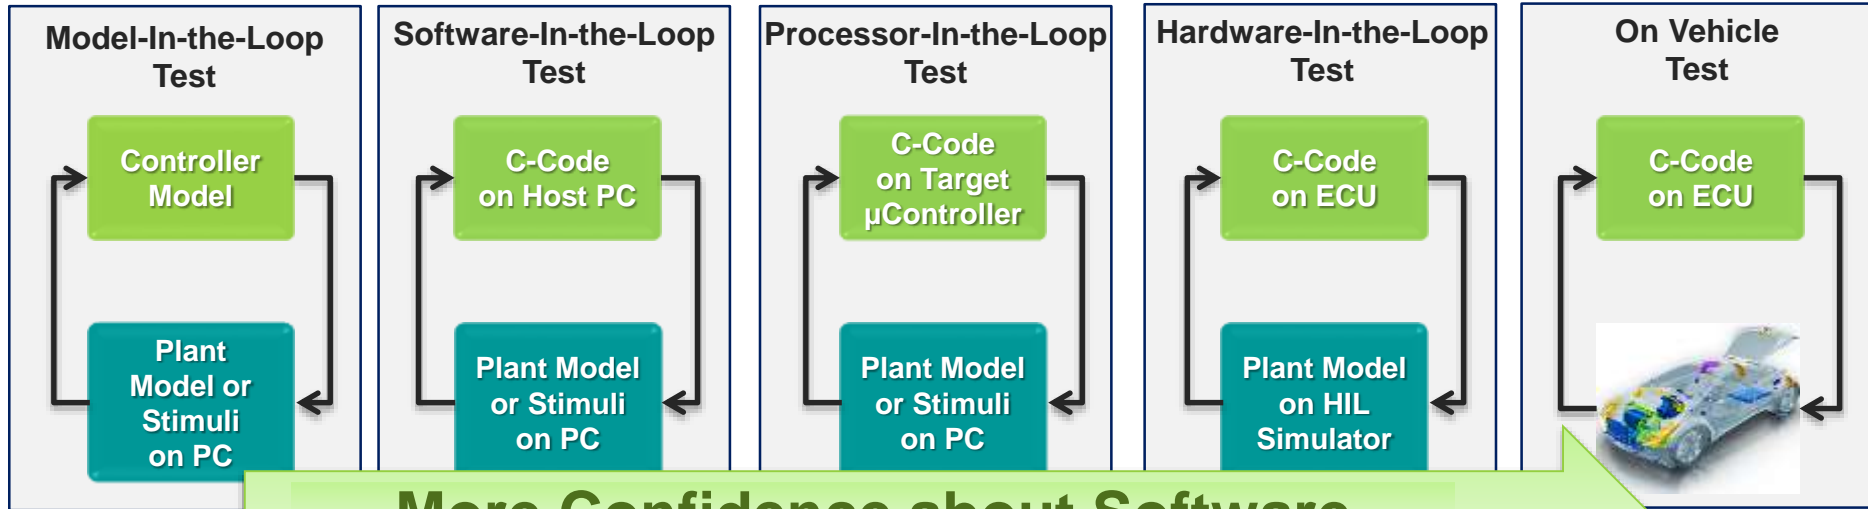 Model-In-the-Loop
Test
Controller
Model
Plant
Model or
Stimuli
on PC
Software-In-the-Loop
Test
C-Code
on Host PC
Plant Model
or Stimuli
on PC
Processor-In-the-Loop
Test
C-Code
on Target
µController
Plant Model
or Stimuli
on PC
Hardware-In-the-Loop
Test
C-Code
on ECU
Plant Model
on HIL
Simulator
On Vehicle
Test
C-Code
on ECU
More Confidence about Software